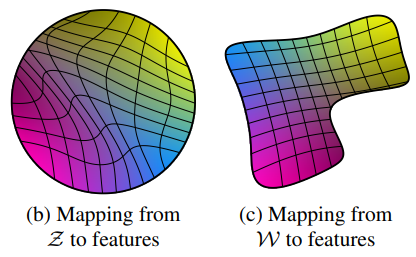 (b) Mapping from
𝒵 to features
(c) Mapping from
𝒲 to features